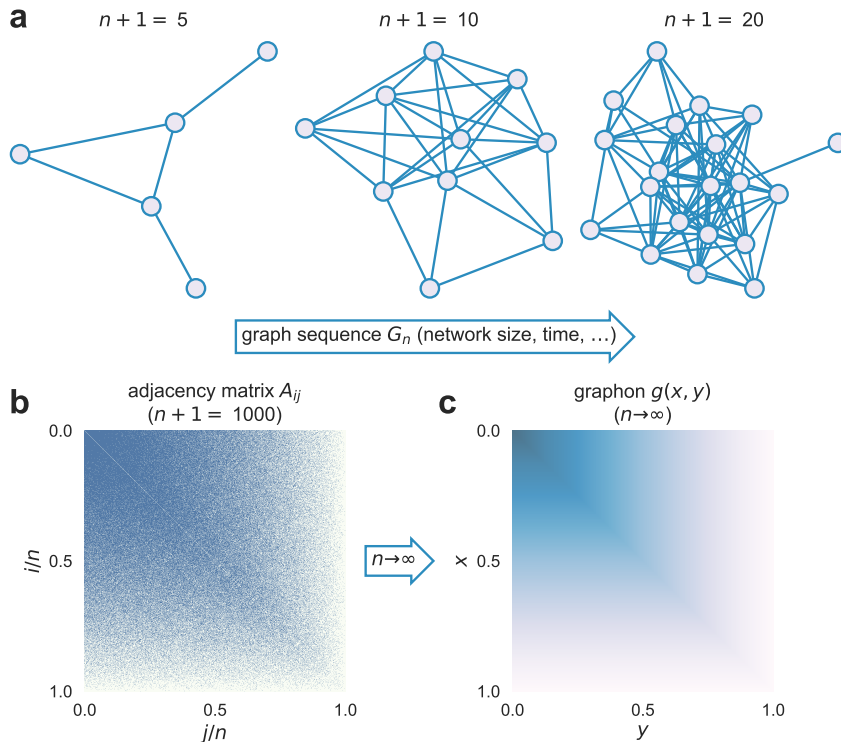 a
n + 1 = 5
n + 1 = 10
n + 1 = 20
graph sequence Gₙ (network size, time, …)
b
adjacency matrix Aᵢⱼ
(n + 1 = 1000)
0.0
0.5
1.0
i/n
0.0
0.5
1.0
j/n
n→∞
c
graphon g(x, y)
(n→∞)
0.0
0.5
1.0
x
0.0
0.5
1.0
y